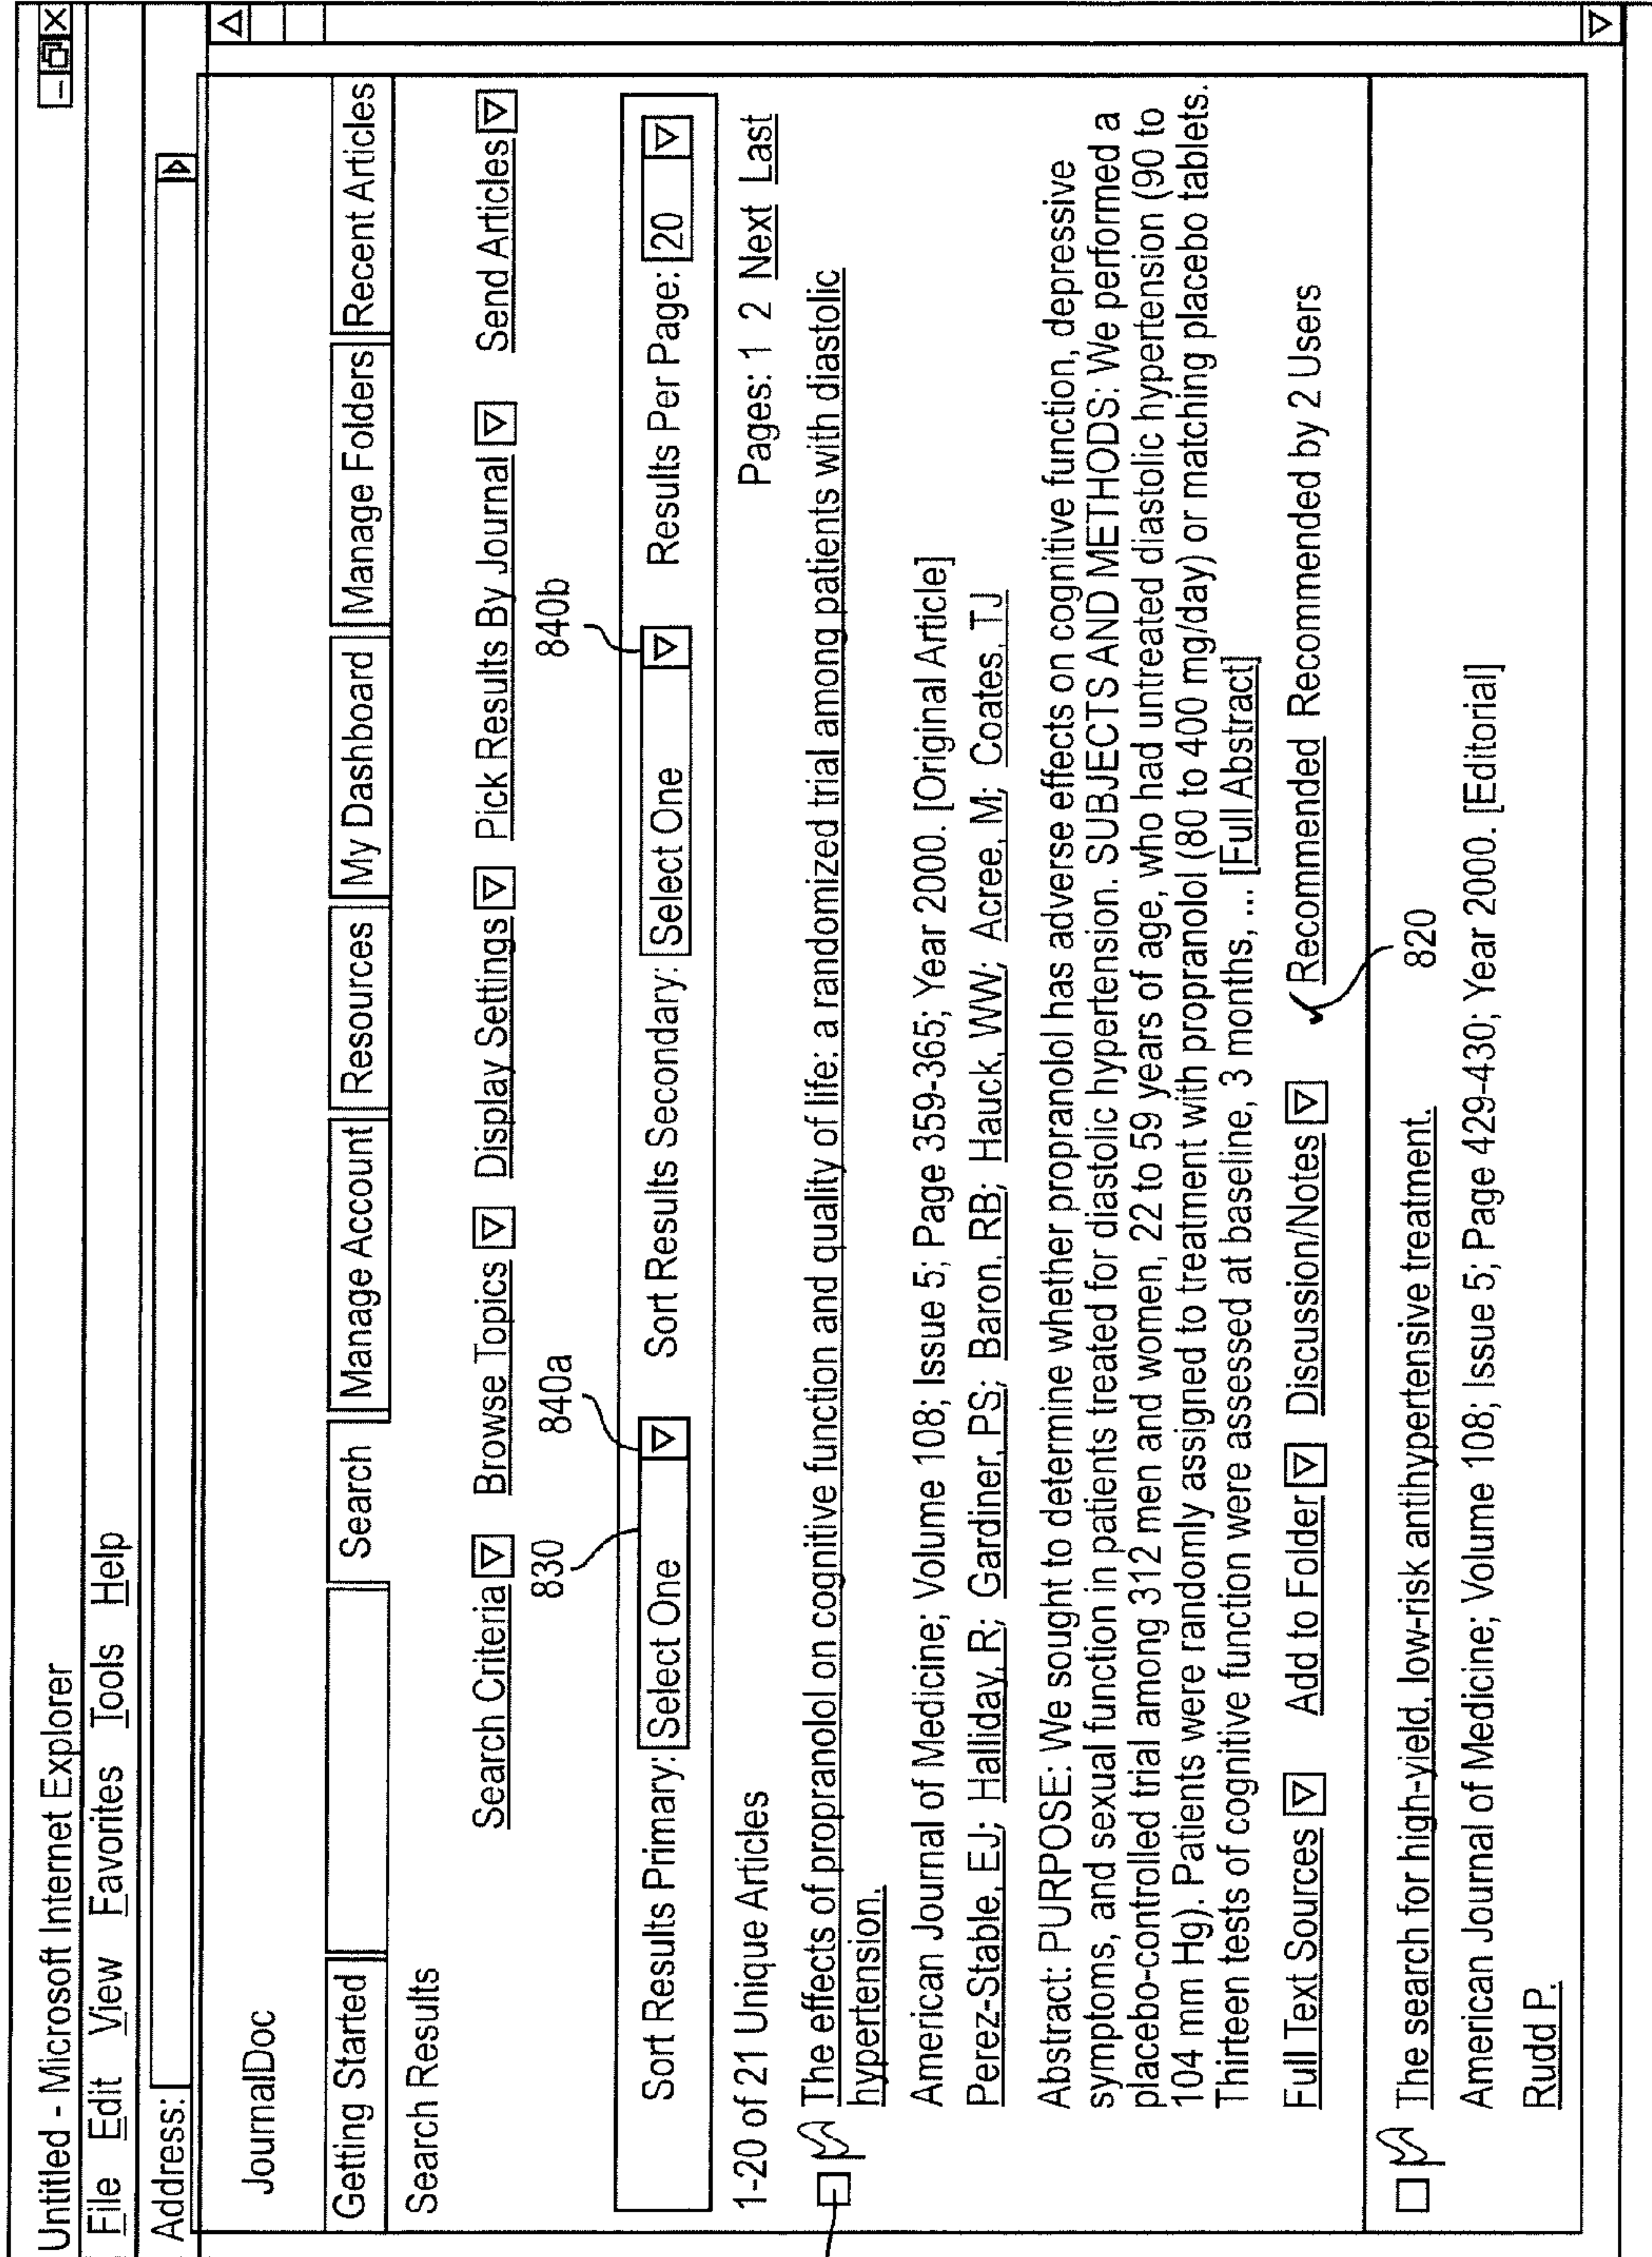 Untitled - Microsoft Internet Explorer
File Edit View Favorites Tools Help
Address:
JournalDoc
Getting Started Search Manage Account Resources My Dashboard Manage Folders Recent Articles
Search Results
Search Criteria Browse Topics Display Settings Pick Results By Journal Send Articles
830 840a 840b
Sort Results Primary: Select One Sort Results Secondary: Select One Results Per Page: 20
1-20 of 21 Unique Articles Pages: 1 2 Next Last
The effects of propranolol on cognitive function and quality of life: a randomized trial among patients with diastolic
hypertension.
American Journal of Medicine; Volume 108; Issue 5; Page 359-365; Year 2000. [Original Article]
Perez-Stable, EJ; Halliday, R; Gardiner, PS; Baron, RB; Hauck, WW; Acree, M; Coates, TJ
Abstract: PURPOSE: We sought to determine whether propranolol has adverse effects on cognitive function, depressive
symptoms, and sexual function in patients treated for diastolic hypertension. SUBJECTS AND METHODS: We performed a
placebo-controlled trial among 312 men and women, 22 to 59 years of age, who had untreated diastolic hypertension (90 to
104 mm Hg). Patients were randomly assigned to treatment with propranolol (80 to 400 mg/day) or matching placebo tablets.
Thirteen tests of cognitive function were assessed at baseline, 3 months, ... [Full Abstract]
Full Text Sources Add to Folder Discussion/Notes Recommended Recommended by 2 Users
820
The search for high-yield, low-risk antihypertensive treatment.
American Journal of Medicine; Volume 108; Issue 5; Page 429-430; Year 2000. [Editorial]
Rudd P.